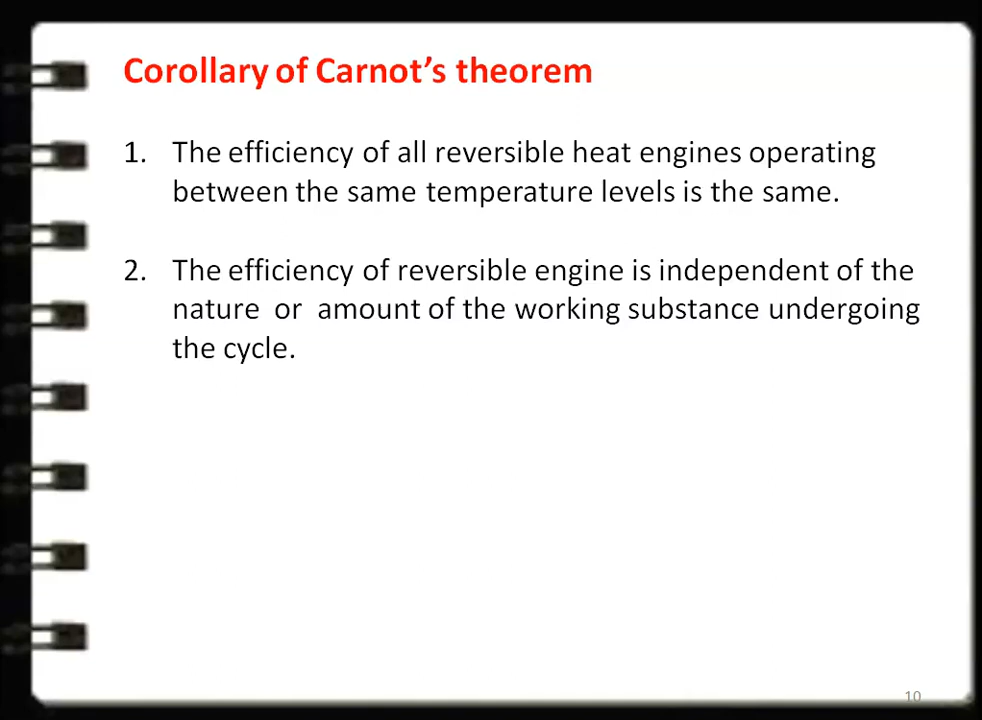 Corollary of Carnot’s theorem
1. The efficiency of all reversible heat engines operating
between the same temperature levels is the same.
2. The efficiency of reversible engine is independent of the
nature or amount of the working substance undergoing
the cycle.
10